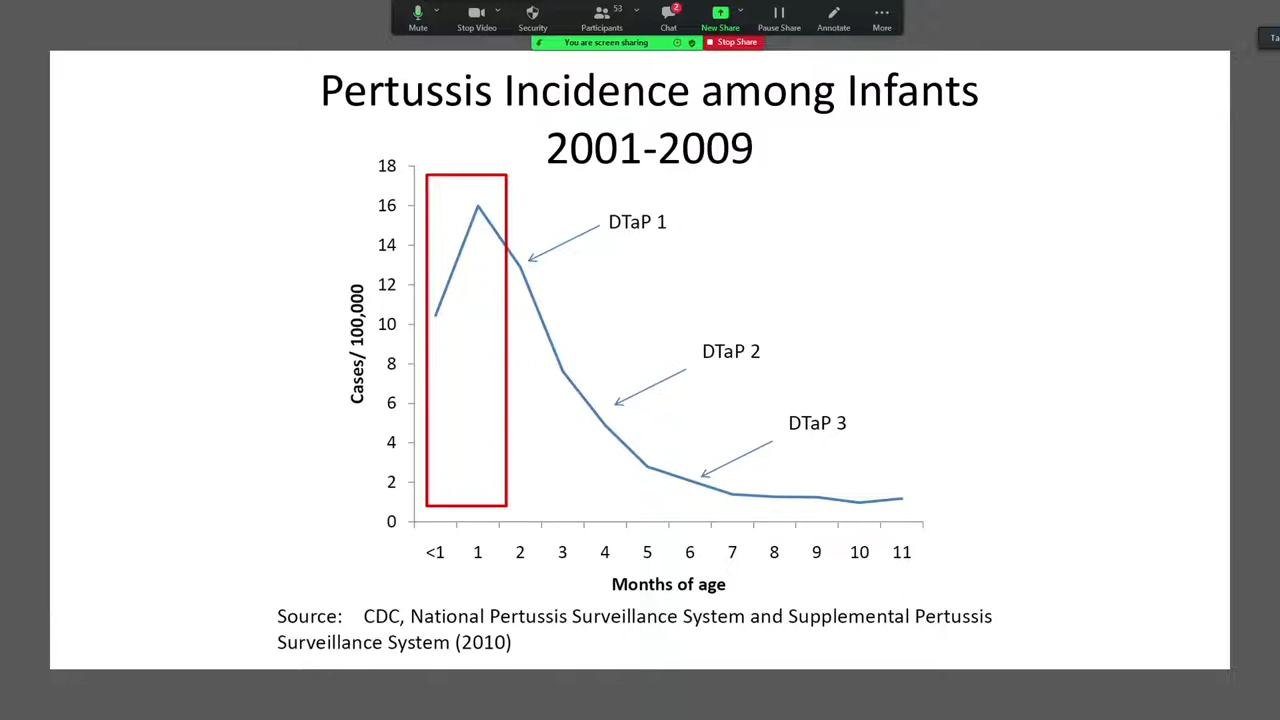 53
2
Mute
Stop Video
Security
Participants
Chat
New Share
Pause Share
Annotate
More
You are screen sharing
Stop Share
Ta
Pertussis Incidence among Infants
2001-2009
18
16
14
12
10
8
6
4
2
0
Cases/ 100,000
DTaP 1
DTaP 2
DTaP 3
<1 1 2 3 4 5 6 7 8 9 10 11
Months of age
Source: CDC, National Pertussis Surveillance System and Supplemental Pertussis
Surveillance System (2010)